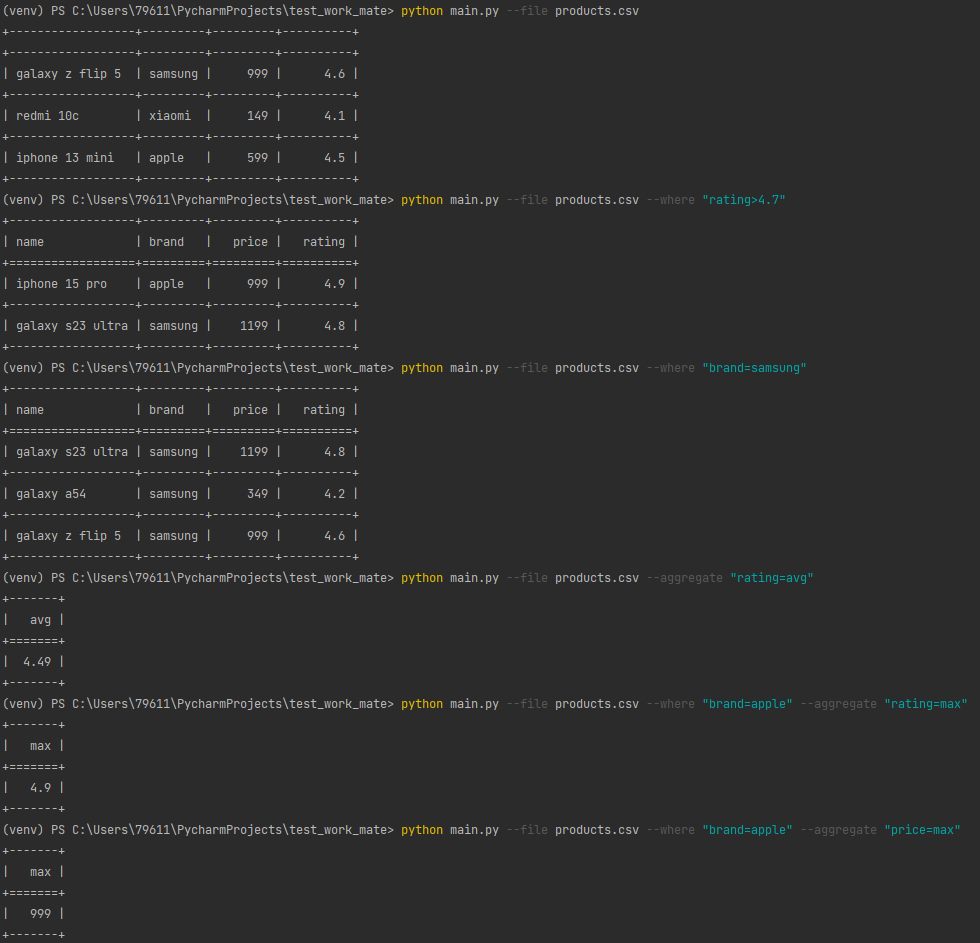 (venv) PS C:\Users\79611\PycharmProjects\test_work_mate> python main.py --file products.csv
+------------------+---------+---------+----------+
+------------------+---------+---------+----------+
| galaxy z flip 5  | samsung |     999 |      4.6 |
+------------------+---------+---------+----------+
| redmi 10c        | xiaomi  |     149 |      4.1 |
+------------------+---------+---------+----------+
| iphone 13 mini   | apple   |     599 |      4.5 |
+------------------+---------+---------+----------+
(venv) PS C:\Users\79611\PycharmProjects\test_work_mate> python main.py --file products.csv --where "rating>4.7"
+------------------+---------+---------+----------+
| name             | brand   |   price |   rating |
+==================+=========+=========+==========+
| iphone 15 pro    | apple   |     999 |      4.9 |
+------------------+---------+---------+----------+
| galaxy s23 ultra | samsung |    1199 |      4.8 |
+------------------+---------+---------+----------+
(venv) PS C:\Users\79611\PycharmProjects\test_work_mate> python main.py --file products.csv --where "brand=samsung"
+------------------+---------+---------+----------+
| name             | brand   |   price |   rating |
+==================+=========+=========+==========+
| galaxy s23 ultra | samsung |    1199 |      4.8 |
+------------------+---------+---------+----------+
| galaxy a54       | samsung |     349 |      4.2 |
+------------------+---------+---------+----------+
| galaxy z flip 5  | samsung |     999 |      4.6 |
+------------------+---------+---------+----------+
(venv) PS C:\Users\79611\PycharmProjects\test_work_mate> python main.py --file products.csv --aggregate "rating=avg"
+-------+
|   avg |
+=======+
|  4.49 |
+-------+
(venv) PS C:\Users\79611\PycharmProjects\test_work_mate> python main.py --file products.csv --where "brand=apple" --aggregate "rating=max"
+-------+
|   max |
+=======+
|   4.9 |
+-------+
(venv) PS C:\Users\79611\PycharmProjects\test_work_mate> python main.py --file products.csv --where "brand=apple" --aggregate "price=max"
+-------+
|   max |
+=======+
|   999 |
+-------+